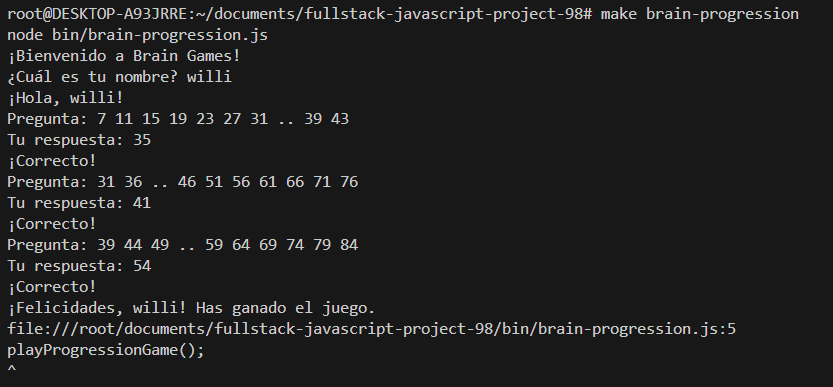 root@DESKTOP-A93JRRE:~/documents/fullstack-javascript-project-98# make brain-progression
node bin/brain-progression.js
¡Bienvenido a Brain Games!
¿Cuál es tu nombre? willi
¡Hola, willi!
Pregunta: 7 11 15 19 23 27 31 .. 39 43
Tu respuesta: 35
¡Correcto!
Pregunta: 31 36 .. 46 51 56 61 66 71 76
Tu respuesta: 41
¡Correcto!
Pregunta: 39 44 49 .. 59 64 69 74 79 84
Tu respuesta: 54
¡Correcto!
¡Felicidades, willi! Has ganado el juego.
file:///root/documents/fullstack-javascript-project-98/bin/brain-progression.js:5
playProgressionGame();
^